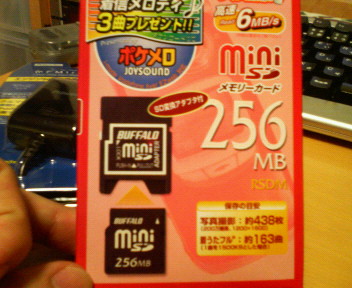 着信メロディ
3曲プレゼント!!
ポケメロ
JOYSOUND
高速
6MB/s
mini
SD
メモリーカード
SD変換アダプタ付
256
MB
BUFFALO
mini
SD
ADAPTER
RSDM
BUFFALO
mini
SD
256MB
保存の目安
写真撮影:約438枚
着うたフル®:約163曲